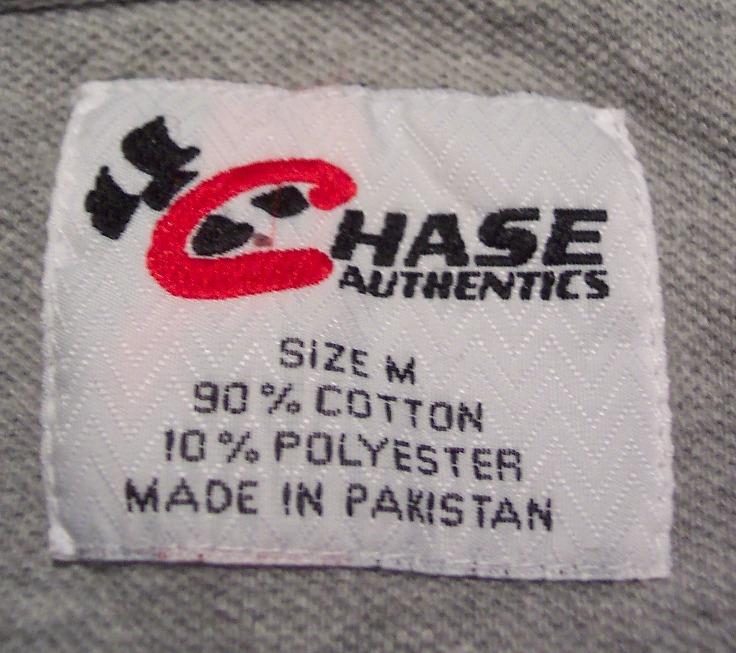 CHASE
AUTHENTICS
SIZE M
90% COTTON
10% POLYESTER
MADE IN PAKISTAN